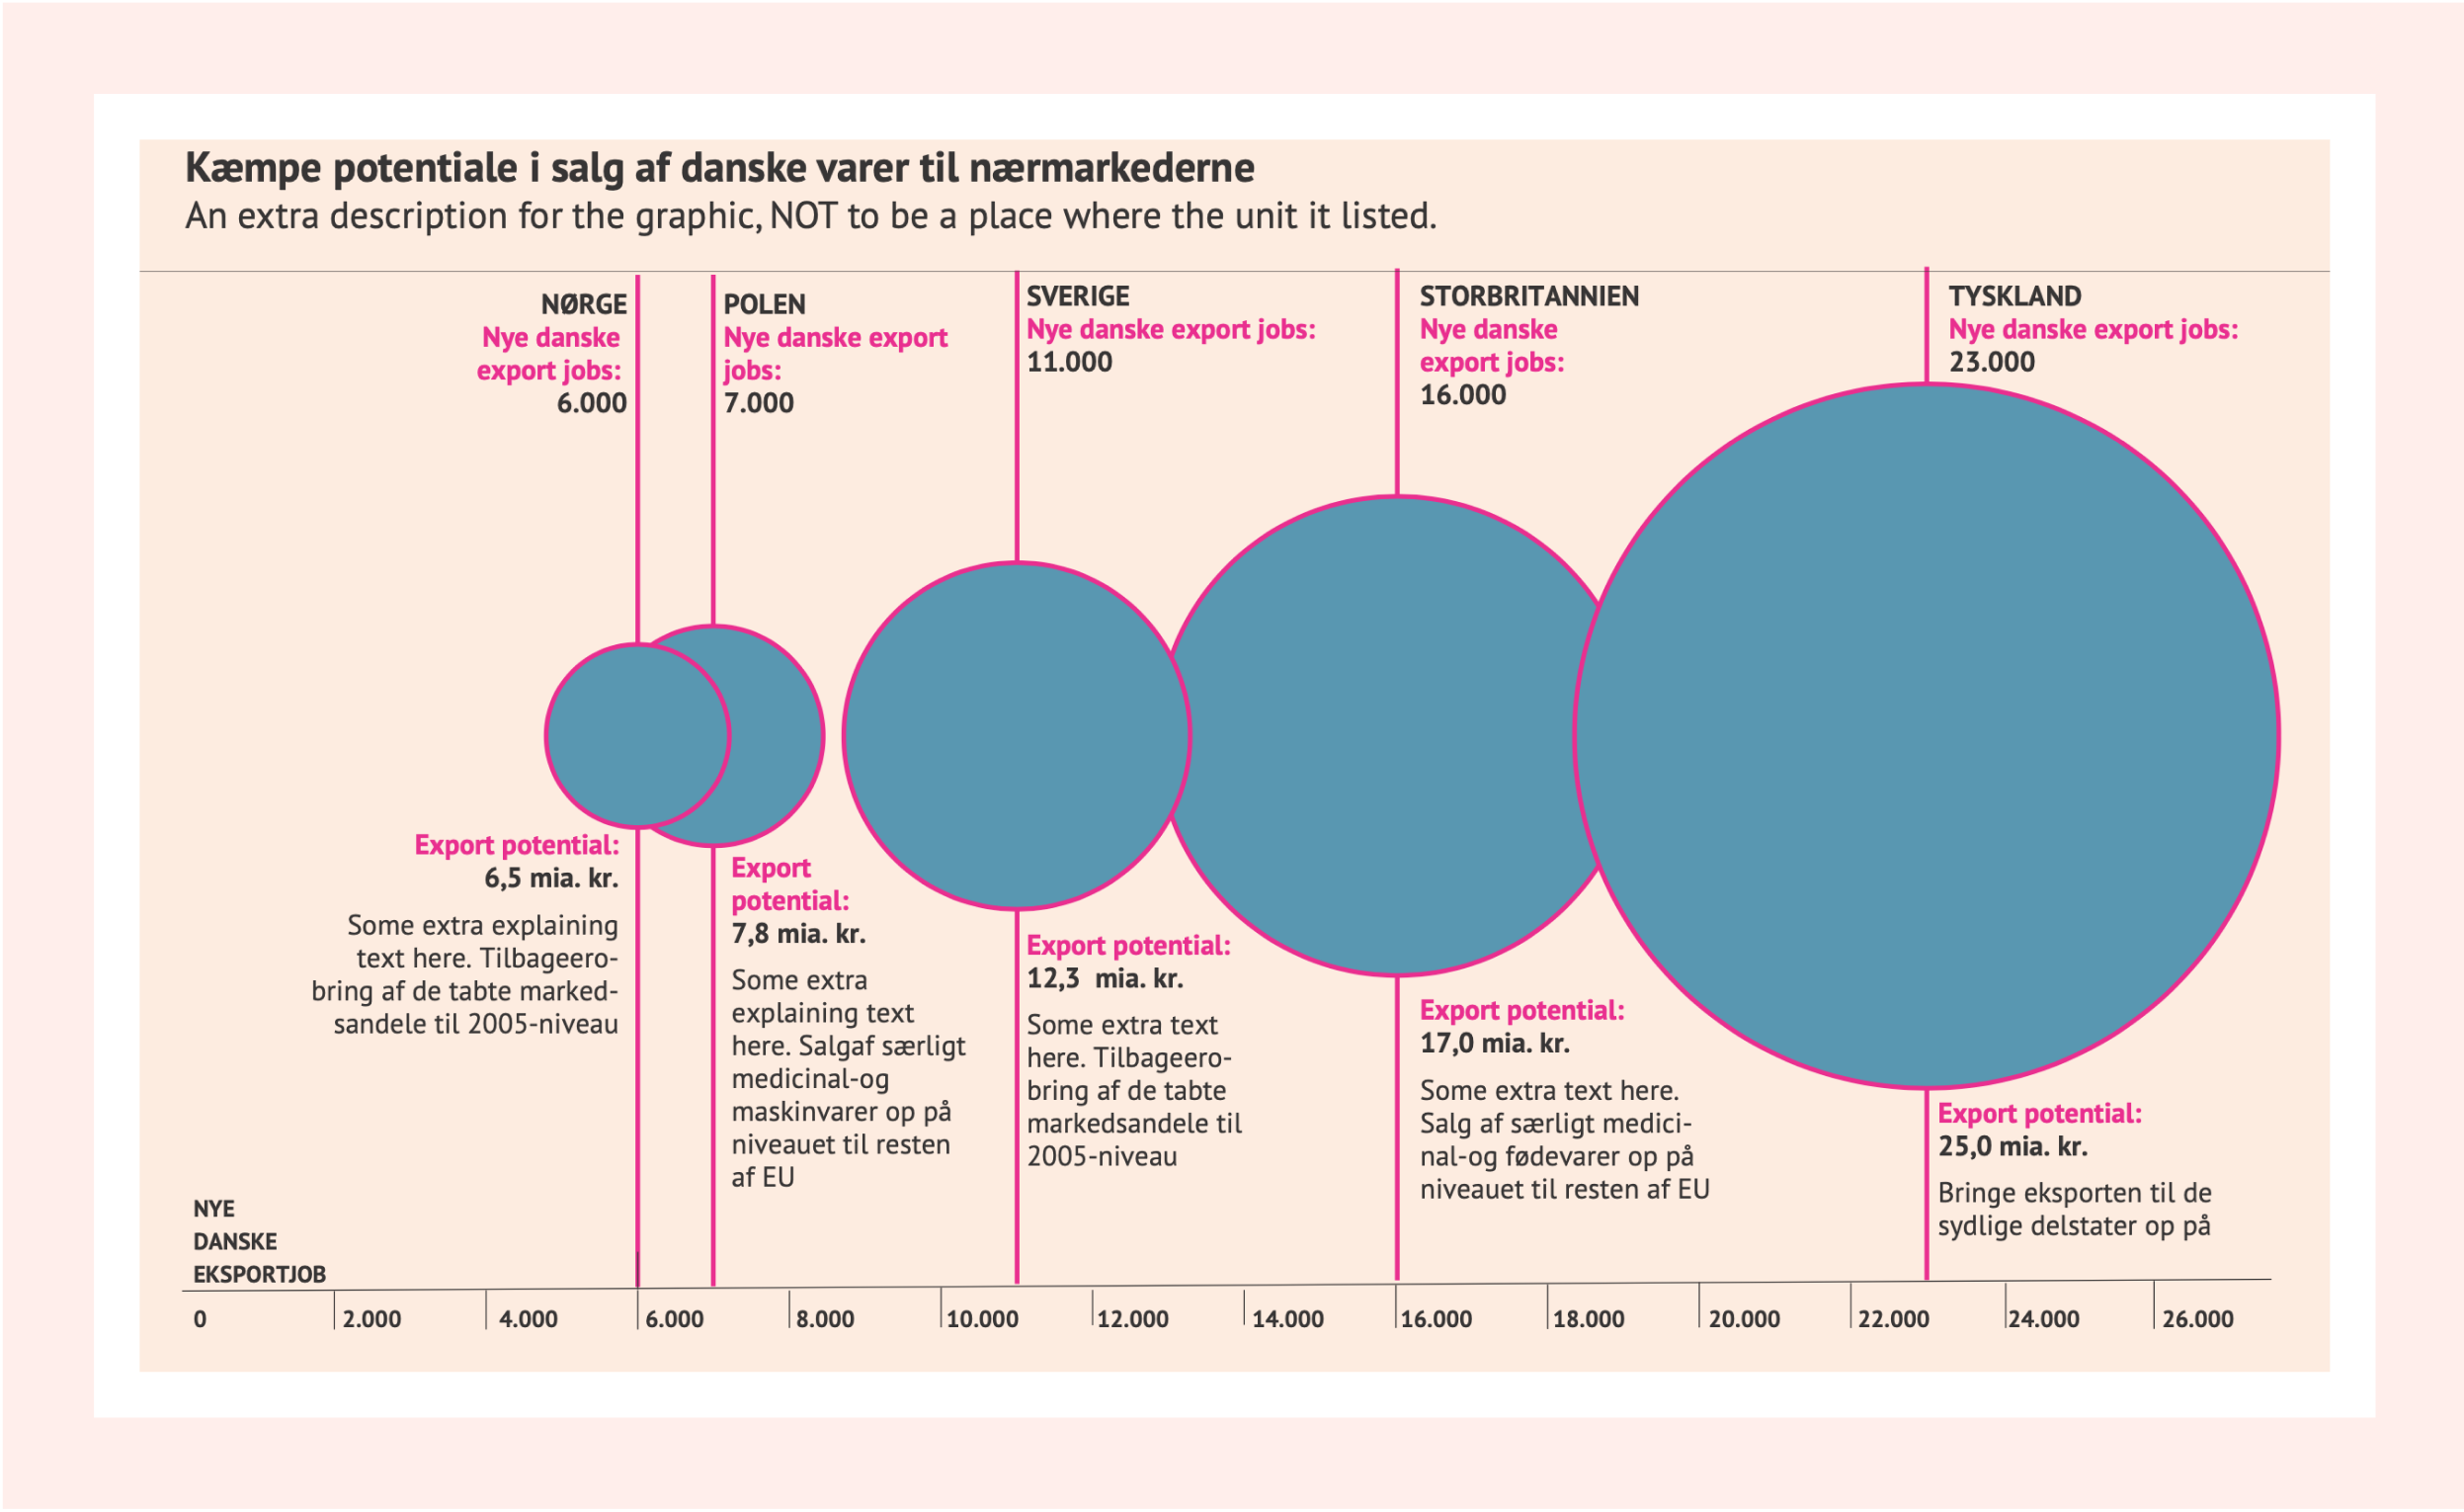 Kæmpe potentiale i salg af danske varer til nærmarkederne
An extra description for the graphic, NOT to be a place where the unit it listed.
NØRGE
Nye danske
export jobs:
6.000
POLEN
Nye danske export
jobs:
7.000
SVERIGE
Nye danske export jobs:
11.000
STORBRITANNIEN
Nye danske
export jobs:
16.000
TYSKLAND
Nye danske export jobs:
23.000
Export potential:
6,5 mia. kr.
Some extra explaining
text here. Tilbageero-
bring af de tabte marked-
sandele til 2005-niveau
Export
potential:
7,8 mia. kr.
Some extra
explaining text
here. Salgaf særligt
medicinal-og
maskinvarer op på
niveauet til resten
af EU
Export potential:
12,3 mia. kr.
Some extra text
here. Tilbageero-
bring af de tabte
markedsandele til
2005-niveau
Export potential:
17,0 mia. kr.
Some extra text here.
Salg af særligt medici-
nal-og fødevarer op på
niveauet til resten af EU
Export potential:
25,0 mia. kr.
Bringe eksporten til de
sydlige delstater op på
NYE
DANSKE
EKSPORTJOB
0 2.000 4.000 6.000 8.000 10.000 12.000 14.000 16.000 18.000 20.000 22.000 24.000 26.000